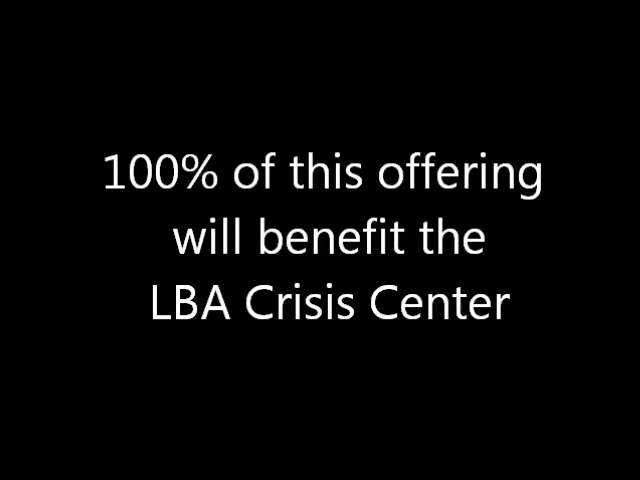 100% of this offering
will benefit the
LBA Crisis Center